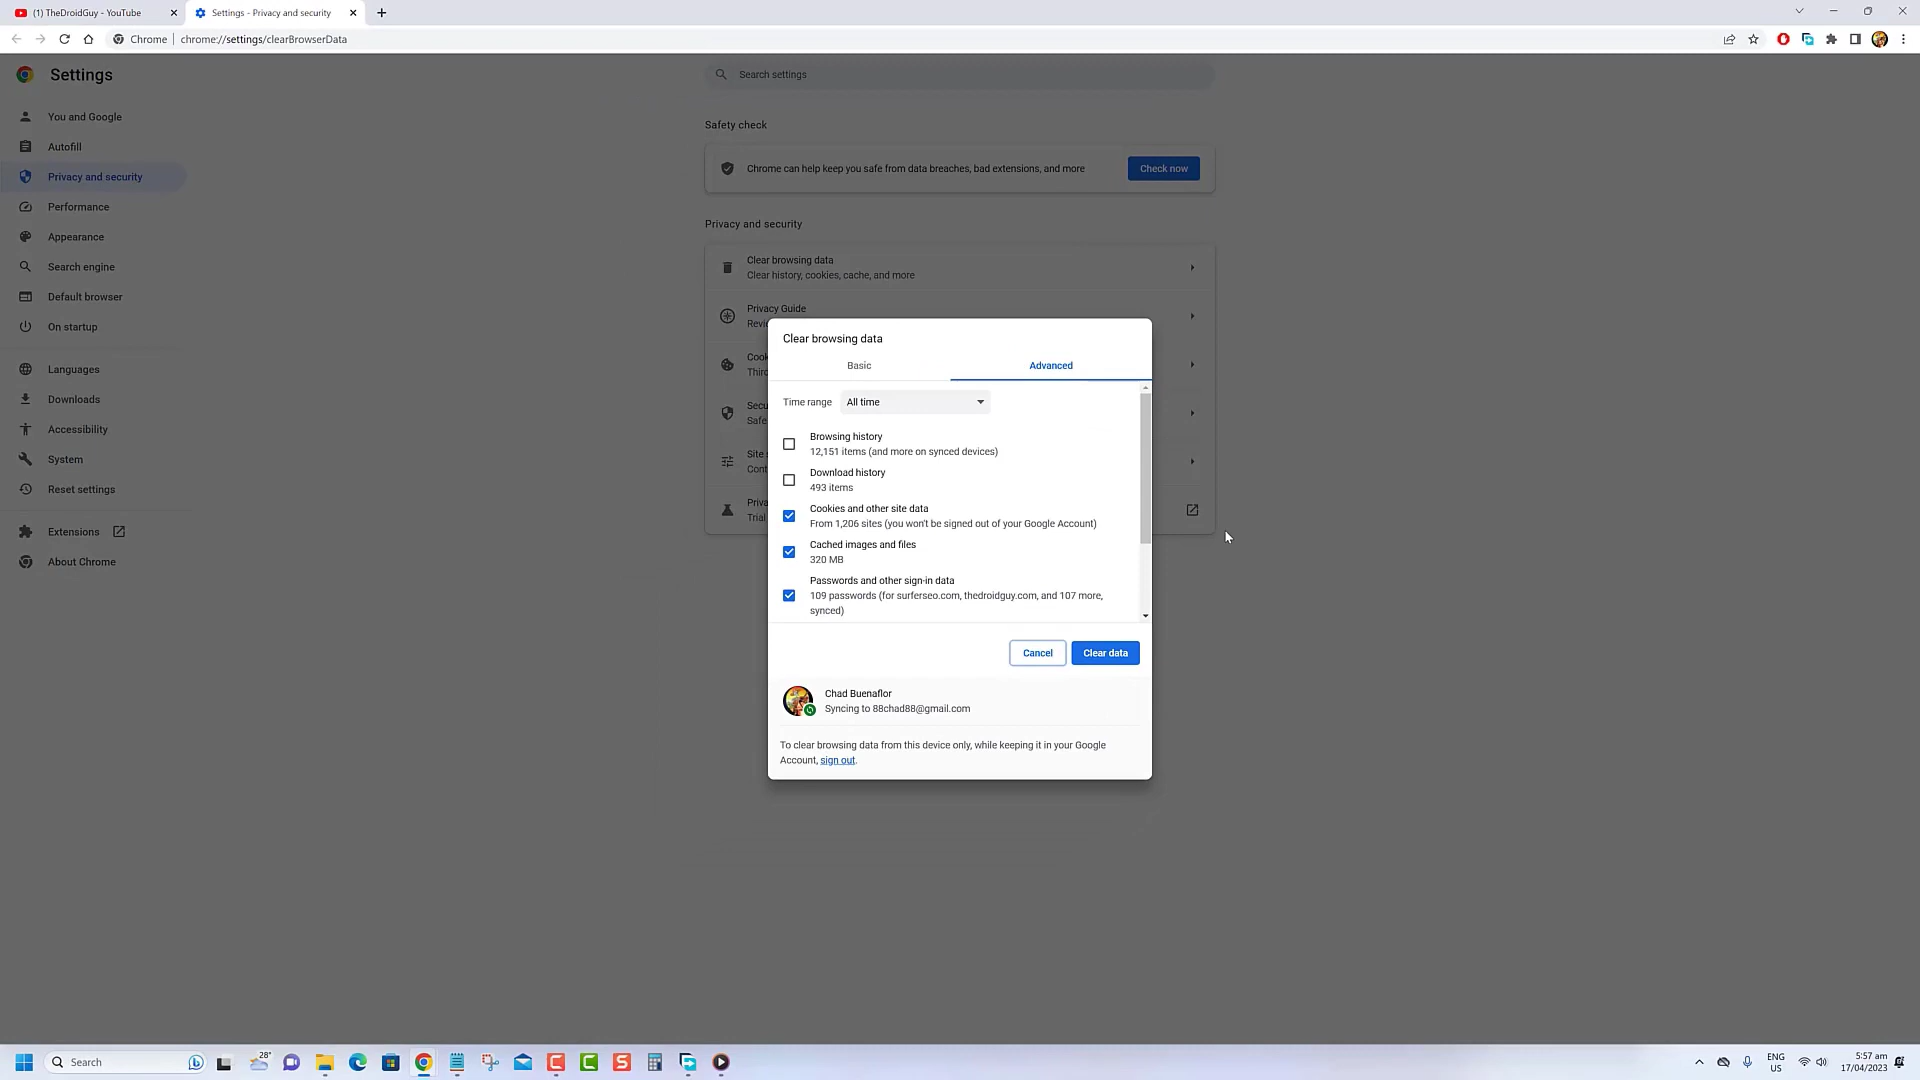 (1) TheDroidGuy - YouTube
Settings - Privacy and security
Chrome
chrome://settings/clearBrowserData
Settings
Search settings
You and Google
Autofill
Privacy and security
Performance
Appearance
Search engine
Default browser
On startup
Languages
Downloads
Accessibility
System
Reset settings
Extensions
About Chrome
Safety check
Chrome can help keep you safe from data breaches, bad extensions, and more
Check now
Privacy and security
Clear browsing data
Clear history, cookies, cache, and more
Privacy Guide
Clear browsing data
Basic
Advanced
Time range
All time
Browsing history
12,151 items (and more on synced devices)
Download history
493 items
Cookies and other site data
From 1,206 sites (you won't be signed out of your Google Account)
Cached images and files
320 MB
Passwords and other sign-in data
109 passwords (for surferseo.com, thedroidguy.com, and 107 more,
synced)
Cancel
Clear data
Chad Buenaflor
Syncing to 88chad88@gmail.com
To clear browsing data from this device only, while keeping it in your Google
Account, sign out.
Trial
Search
28°
ENG
US
5:57 am
17/04/2023